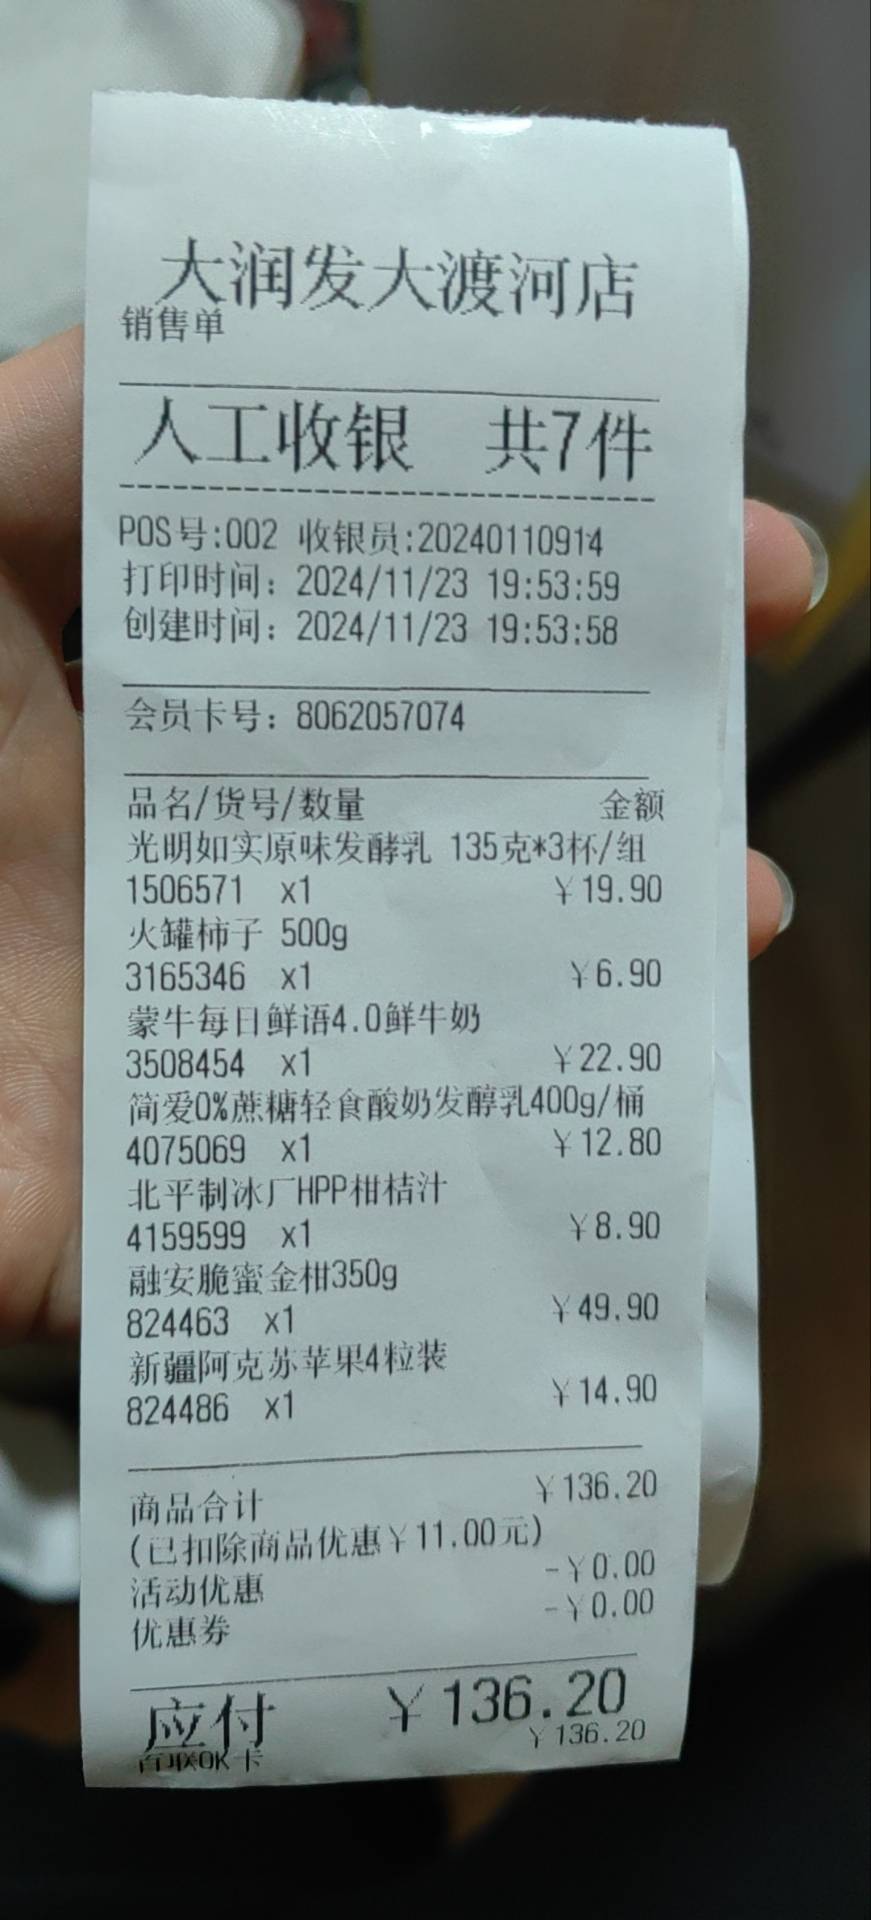 大润发大渡河店
销售单
人工收银 共7件
POS号:002 收银员:20240110914
打印时间: 2024/11/23 19:53:59
创建时间: 2024/11/23 19:53:58
会员卡号: 8062057074
品名/货号/数量 金额
光明如实原味发酵乳 135克*3杯/组
1506571 x1 ￥19.90
火罐柿子 500g
3165346 x1 ￥6.90
蒙牛每日鲜语4.0鲜牛奶
3508454 x1 ￥22.90
简爱0%蔗糖轻食酸奶发醇乳400g/桶
4075069 x1 ￥12.80
北平制冰厂HPP柑桔汁
4159599 x1 ￥8.90
融安脆蜜金柑350g
824463 x1 ￥49.90
新疆阿克苏苹果4粒装
824486 x1 ￥14.90
商品合计 ￥136.20
(已扣除商品优惠￥11.00元)
活动优惠 -￥0.00
优惠券 -￥0.00
应付 ￥136.20
百联OK卡 ￥136.20